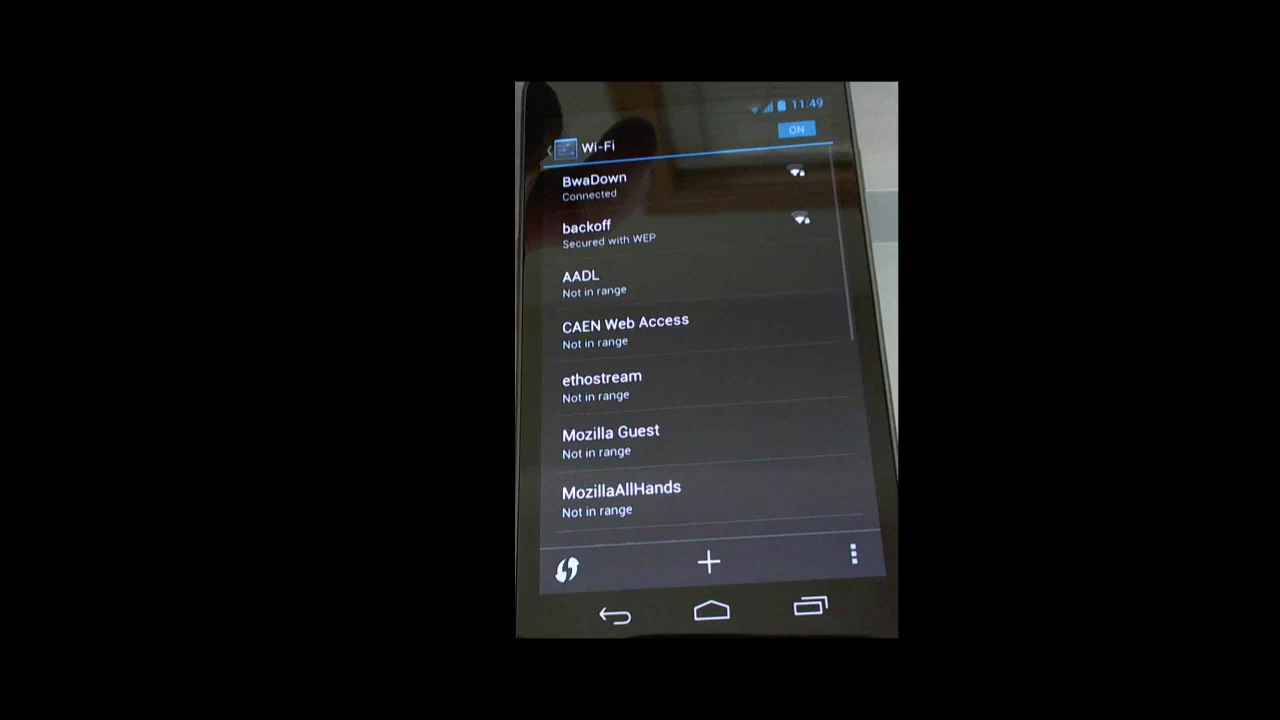 11:49
ON
Wi-Fi
BwaDown
Connected
backoff
Secured with WEP
AADL
Not in range
CAEN Web Access
Not in range
ethostream
Not in range
Mozilla Guest
Not in range
MozillaAllHands
Not in range